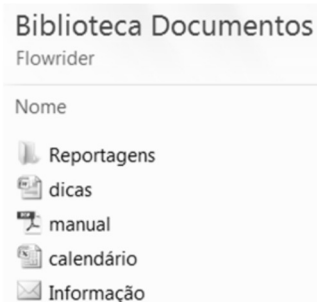 Biblioteca Documentos
Flowrider
Nome
Reportagens
dicas
manual
calendário
Informação